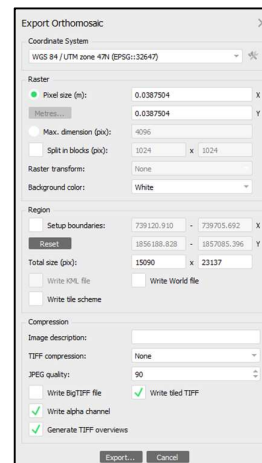 Export Orthomosaic
Coordinate System
WGS 84 / UTM zone 47N (EPSG::32647)
Raster
Pixel size (m): 0.0387504 X
Metres... 0.0387504 Y
Max. dimension (pix): 4096
Split in blocks (pix): 1024 x 1024
Raster transform: None
Background color: White
Region
Setup boundaries: 739120.910 - 739705.692 X
Reset 1856188.828 - 1857085.396 Y
Total size (pix): 15090 x 23137
Write KML file Write World file
Write tile scheme
Compression
Image description:
TIFF compression: None
JPEG quality: 90
Write BigTIFF file Write tiled TIFF
Write alpha channel
Generate TIFF overviews
Export... Cancel